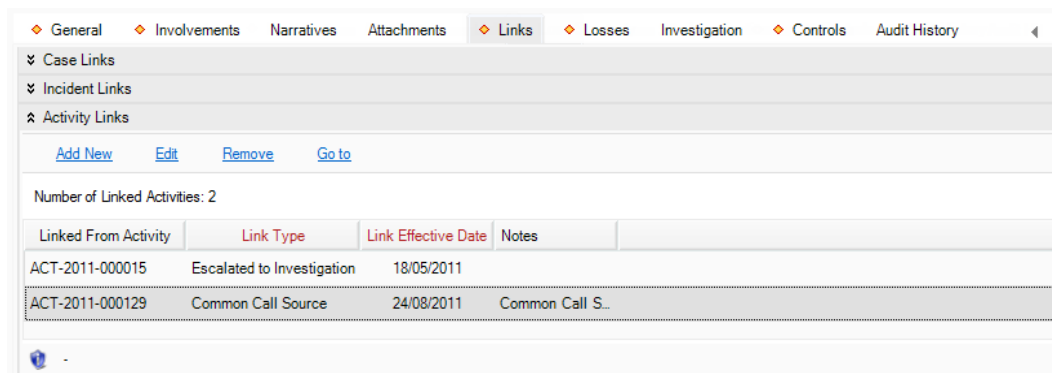 General Involvements Narratives Attachments Links Losses Investigation Controls Audit History
Case Links
Incident Links
Activity Links
Add New Edit Remove Go to
Number of Linked Activities: 2
Linked From Activity Link Type Link Effective Date Notes
ACT-2011-000015 Escalated to Investigation 18/05/2011
ACT-2011-000129 Common Call Source 24/08/2011 Common Call S...
-